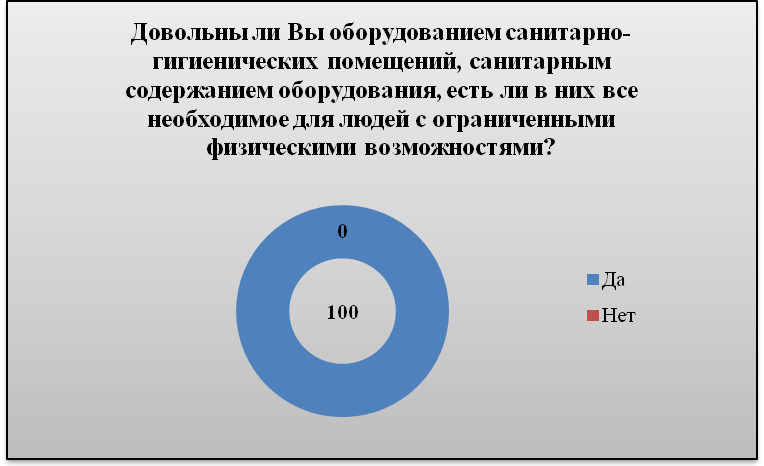 Довольны ли Вы оборудованием санитарно-
гигиенических помещений, санитарным
содержанием оборудования, есть ли в них все
необходимое для людей с ограниченными
физическими возможностями?
0
100
Да
Нет